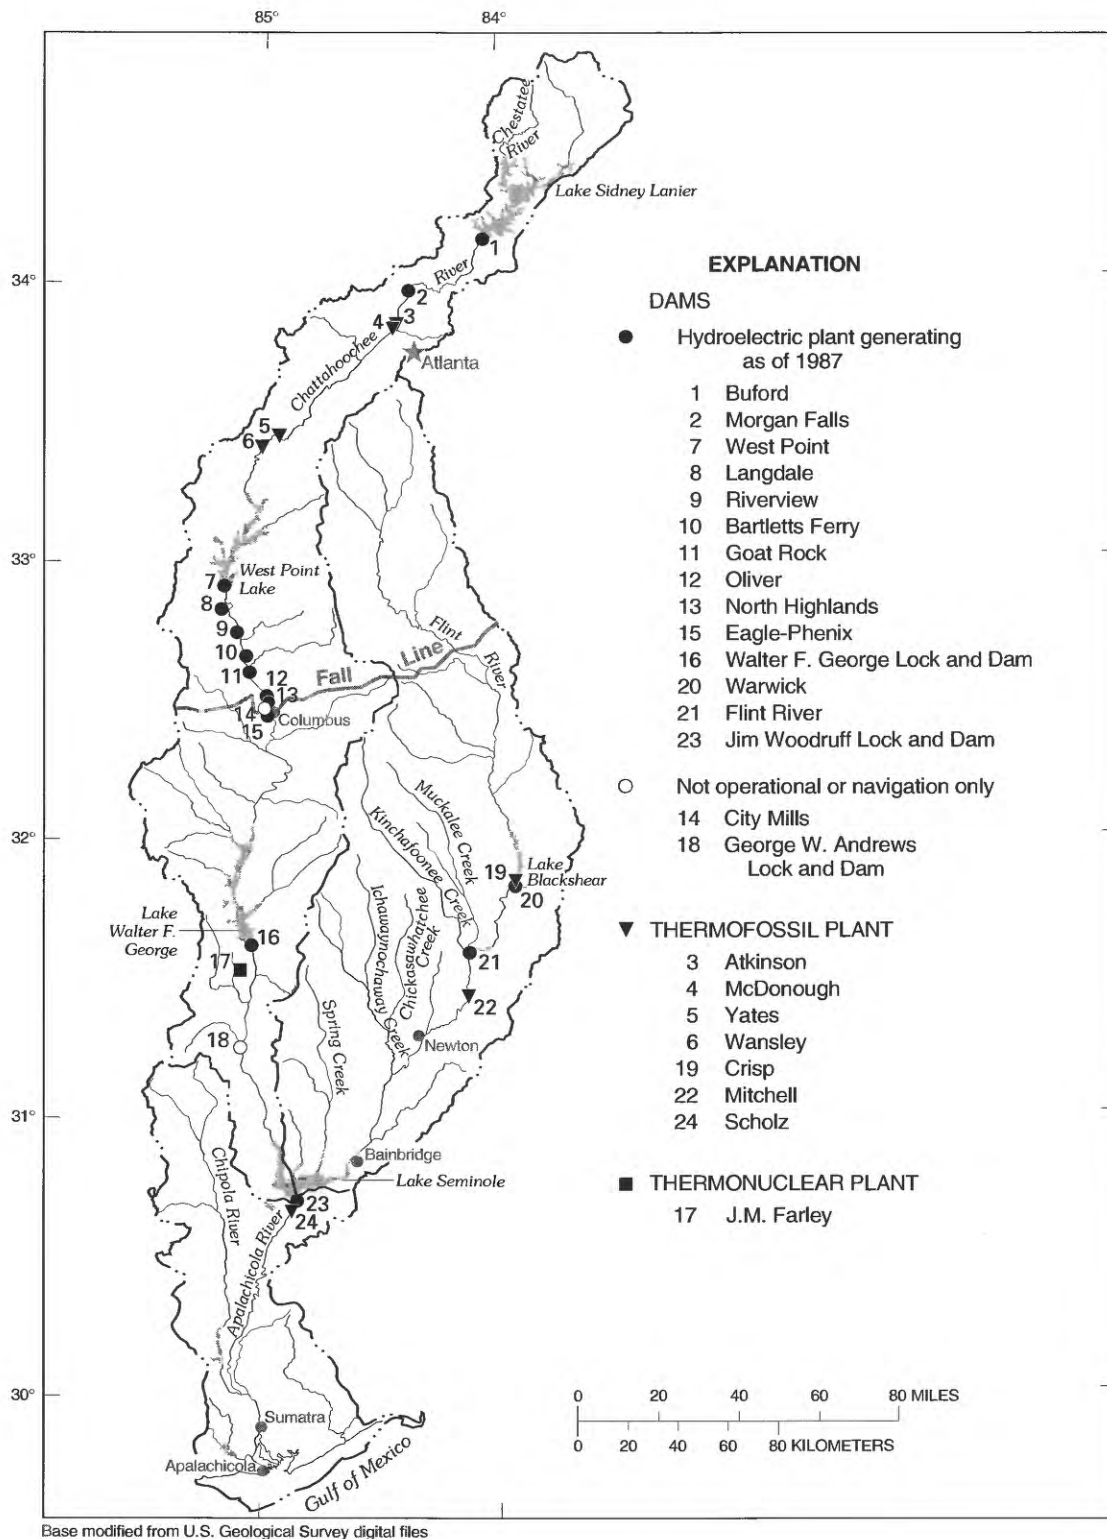 85°
84°
Chestatee
River
Lake Sidney Lanier
1
34°
River
2
3
4
Chattahoochee
Atlanta
5
6
33°
West Point
Lake
7
8
9
10
11
Flint
River
Fall Line
12
13
14
15
Columbus
32°
Muckalee Creek
Kinchafoonee Creek
Ichawaynochaway Creek
Chickasawhatchee
Creek
19
Lake
Blackshear
20
Lake
Walter F.
George
16
17
21
22
Spring Creek
18
Newton
31°
Chipola River
Bainbridge
Lake Seminole
23
24
Apalachicola River
30°
Sumatra
Apalachicola
Gulf of Mexico
EXPLANATION
DAMS
Hydroelectric plant generating
as of 1987
1 Buford
2 Morgan Falls
7 West Point
8 Langdale
9 Riverview
10 Bartletts Ferry
11 Goat Rock
12 Oliver
13 North Highlands
15 Eagle-Phenix
16 Walter F. George Lock and Dam
20 Warwick
21 Flint River
23 Jim Woodruff Lock and Dam
Not operational or navigation only
14 City Mills
18 George W. Andrews
Lock and Dam
THERMOFOSSIL PLANT
3 Atkinson
4 McDonough
5 Yates
6 Wansley
19 Crisp
22 Mitchell
24 Scholz
THERMONUCLEAR PLANT
17 J.M. Farley
0 20 40 60 80 MILES
0 20 40 60 80 KILOMETERS
Base modified from U.S. Geological Survey digital files